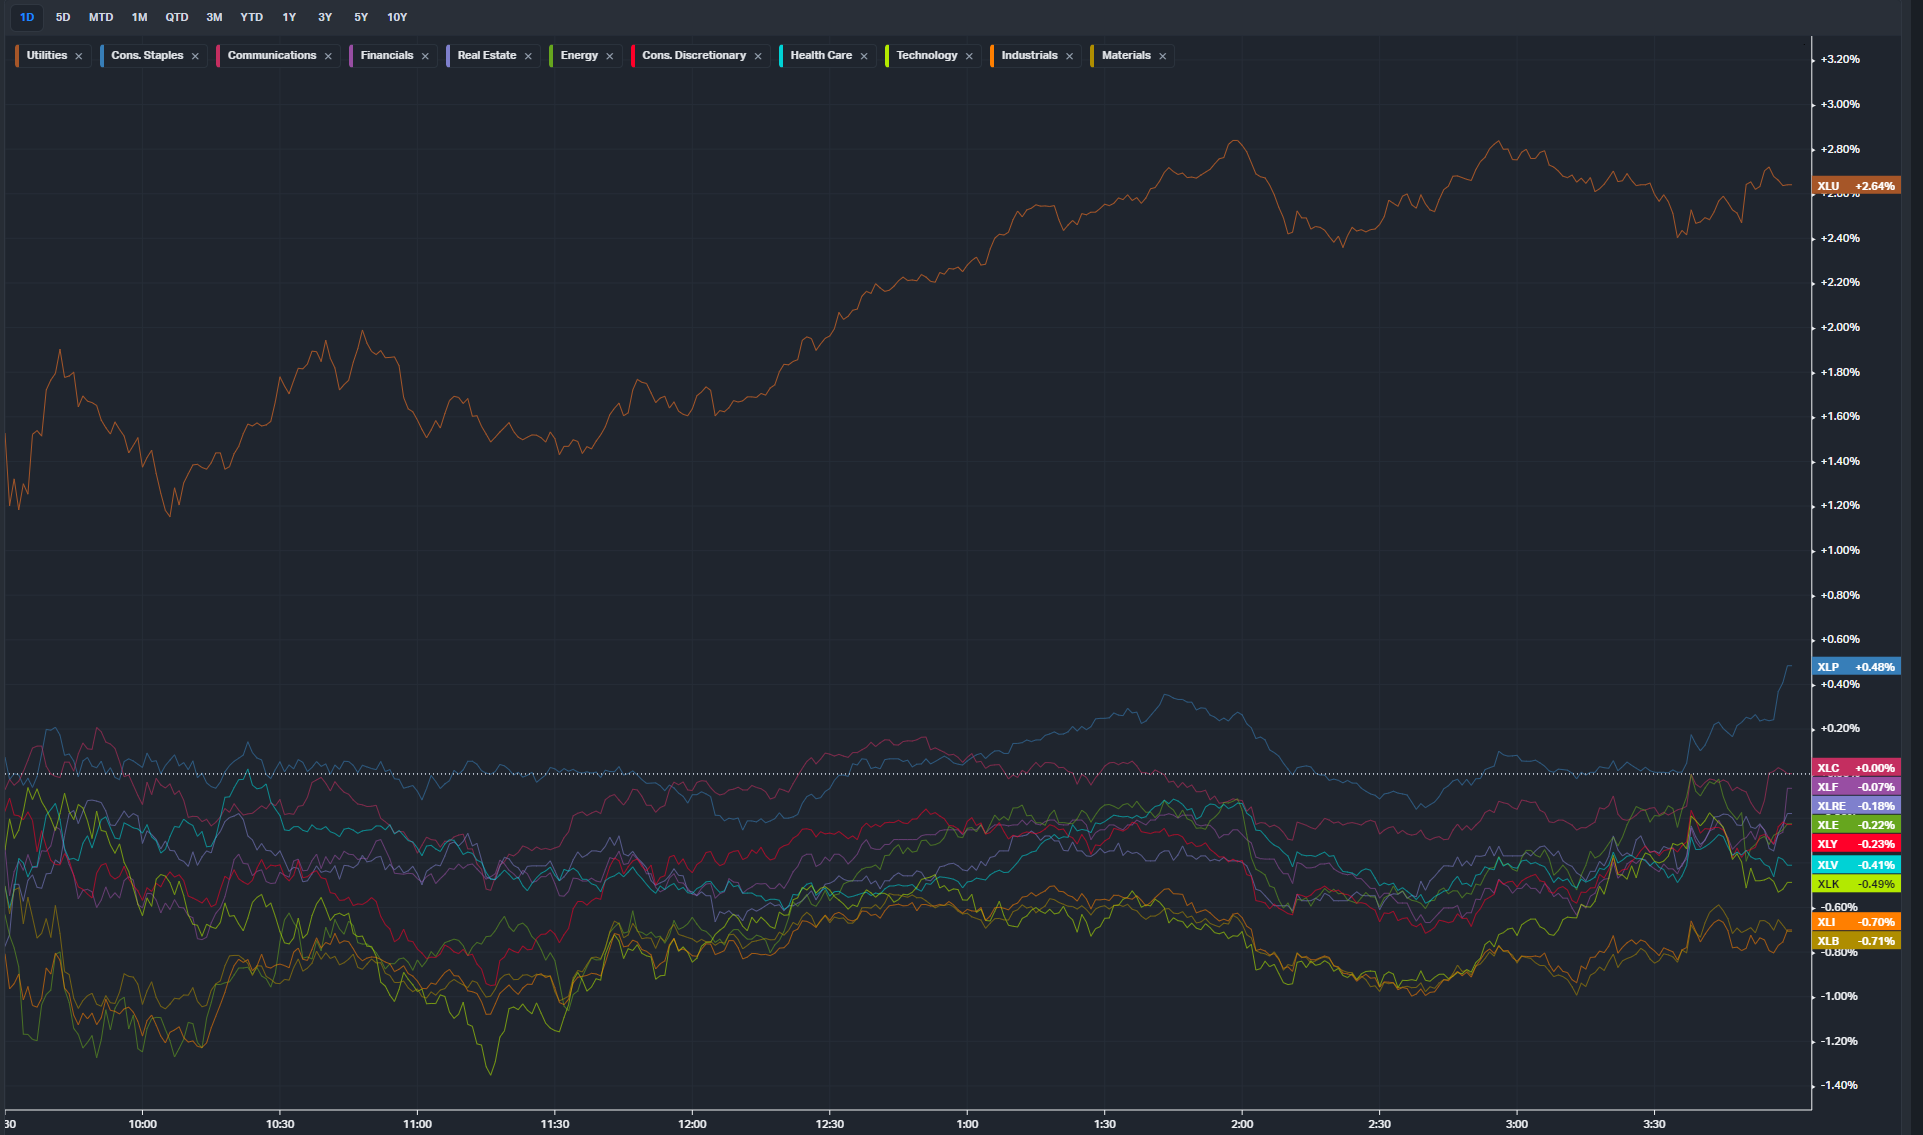 1D 5D MTD 1M QTD 3M YTD 1Y 3Y 5Y 10Y
Utilities × Cons. Staples × Communications × Financials × Real Estate × Energy × Cons. Discretionary × Health Care × Technology × Industrials × Materials ×
+3.20%
+3.00%
+2.80%
XLU +2.64%
+2.40%
+2.20%
+2.00%
+1.80%
+1.60%
+1.40%
+1.20%
+1.00%
+0.80%
+0.60%
XLP +0.48%
+0.40%
+0.20%
XLC +0.00%
XLF -0.07%
XLRE -0.18%
XLE -0.22%
XLY -0.23%
XLV -0.41%
XLK -0.49%
-0.60%
XLI -0.70%
XLB -0.71%
-0.80%
-1.00%
-1.20%
-1.40%
30 10:00 10:30 11:00 11:30 12:00 12:30 1:00 1:30 2:00 2:30 3:00 3:30